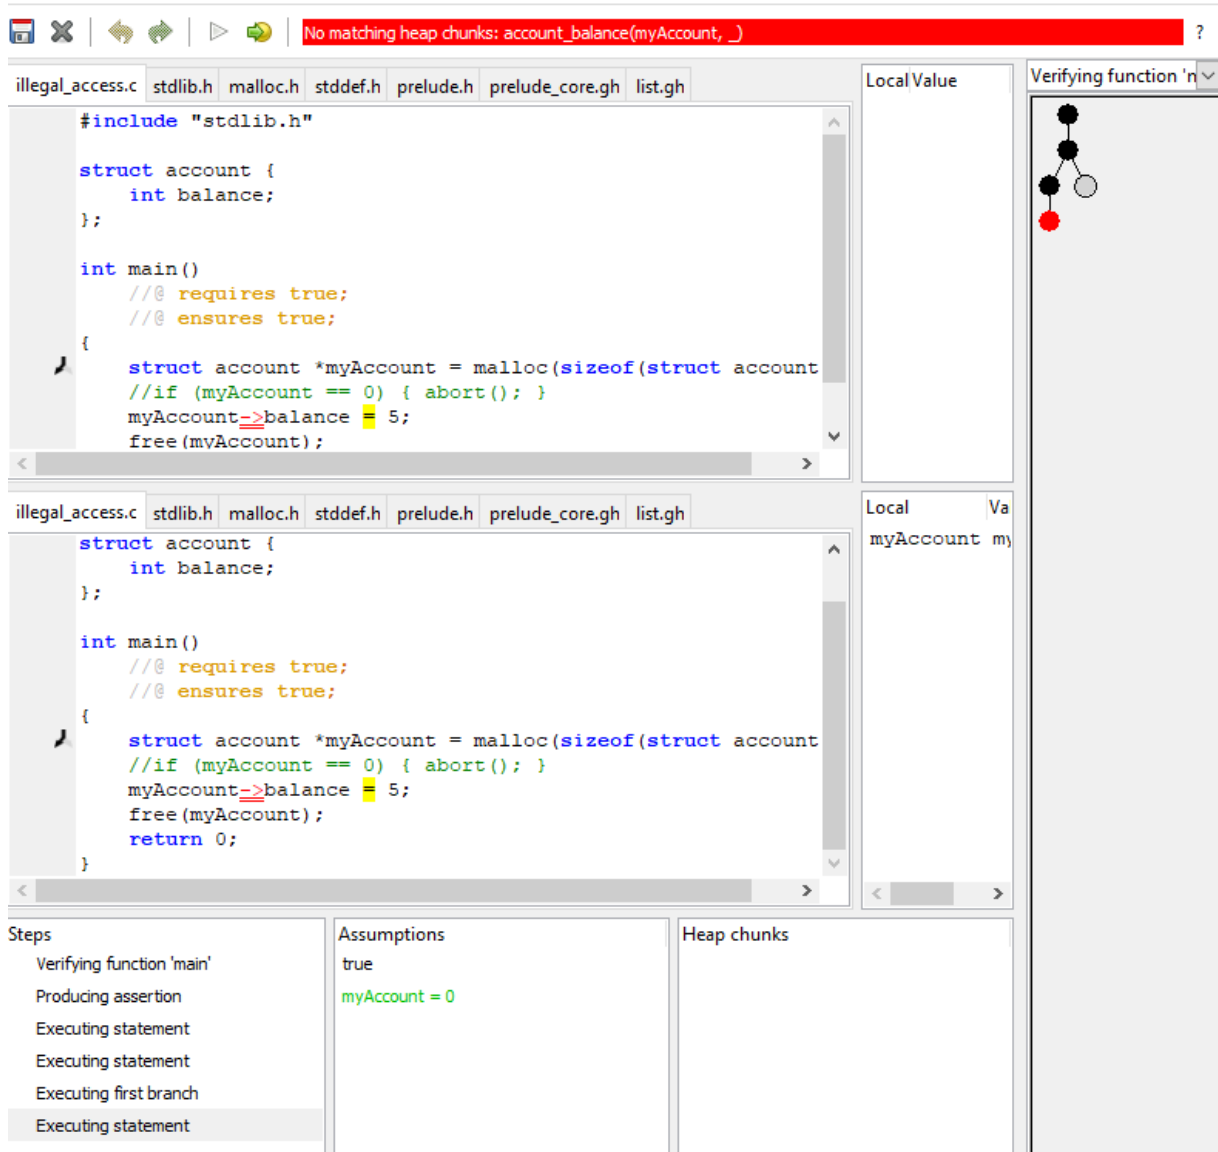 No matching heap chunks: account_balance(myAccount, _)
?
illegal_access.c stdlib.h malloc.h stddef.h prelude.h prelude_core.gh list.gh
Local Value
Verifying function 'n
#include "stdlib.h"
struct account {
int balance;
};
int main()
//@ requires true;
//@ ensures true;
{
struct account *myAccount = malloc(sizeof(struct account
//if (myAccount == 0) { abort(); }
myAccount->balance = 5;
free(myAccount);
illegal_access.c stdlib.h malloc.h stddef.h prelude.h prelude_core.gh list.gh
Local Va
myAccount my
struct account {
int balance;
};
int main()
//@ requires true;
//@ ensures true;
{
struct account *myAccount = malloc(sizeof(struct account
//if (myAccount == 0) { abort(); }
myAccount->balance = 5;
free(myAccount);
return 0;
}
Steps
Verifying function 'main'
Producing assertion
Executing statement
Executing statement
Executing first branch
Executing statement
Assumptions
true
myAccount = 0
Heap chunks